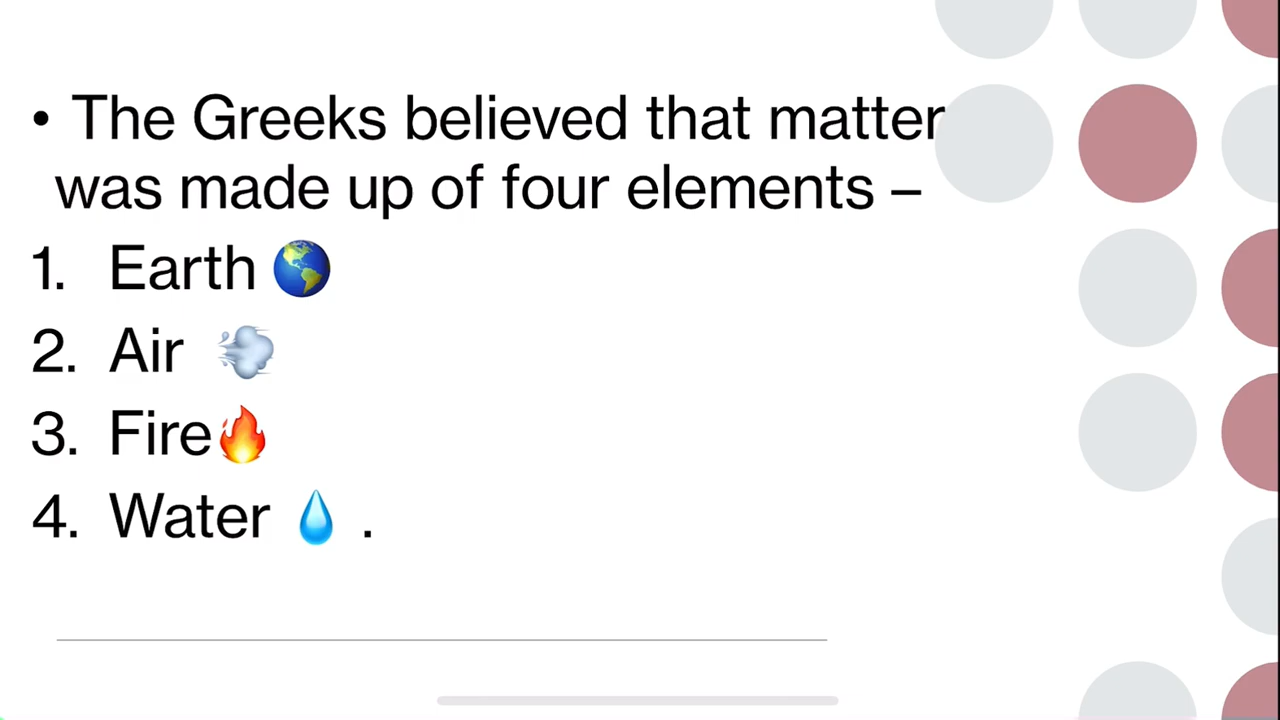 • The Greeks believed that matter
was made up of four elements –
1. Earth 🌎
2. Air 💨
3. Fire🔥
4. Water 💧 .